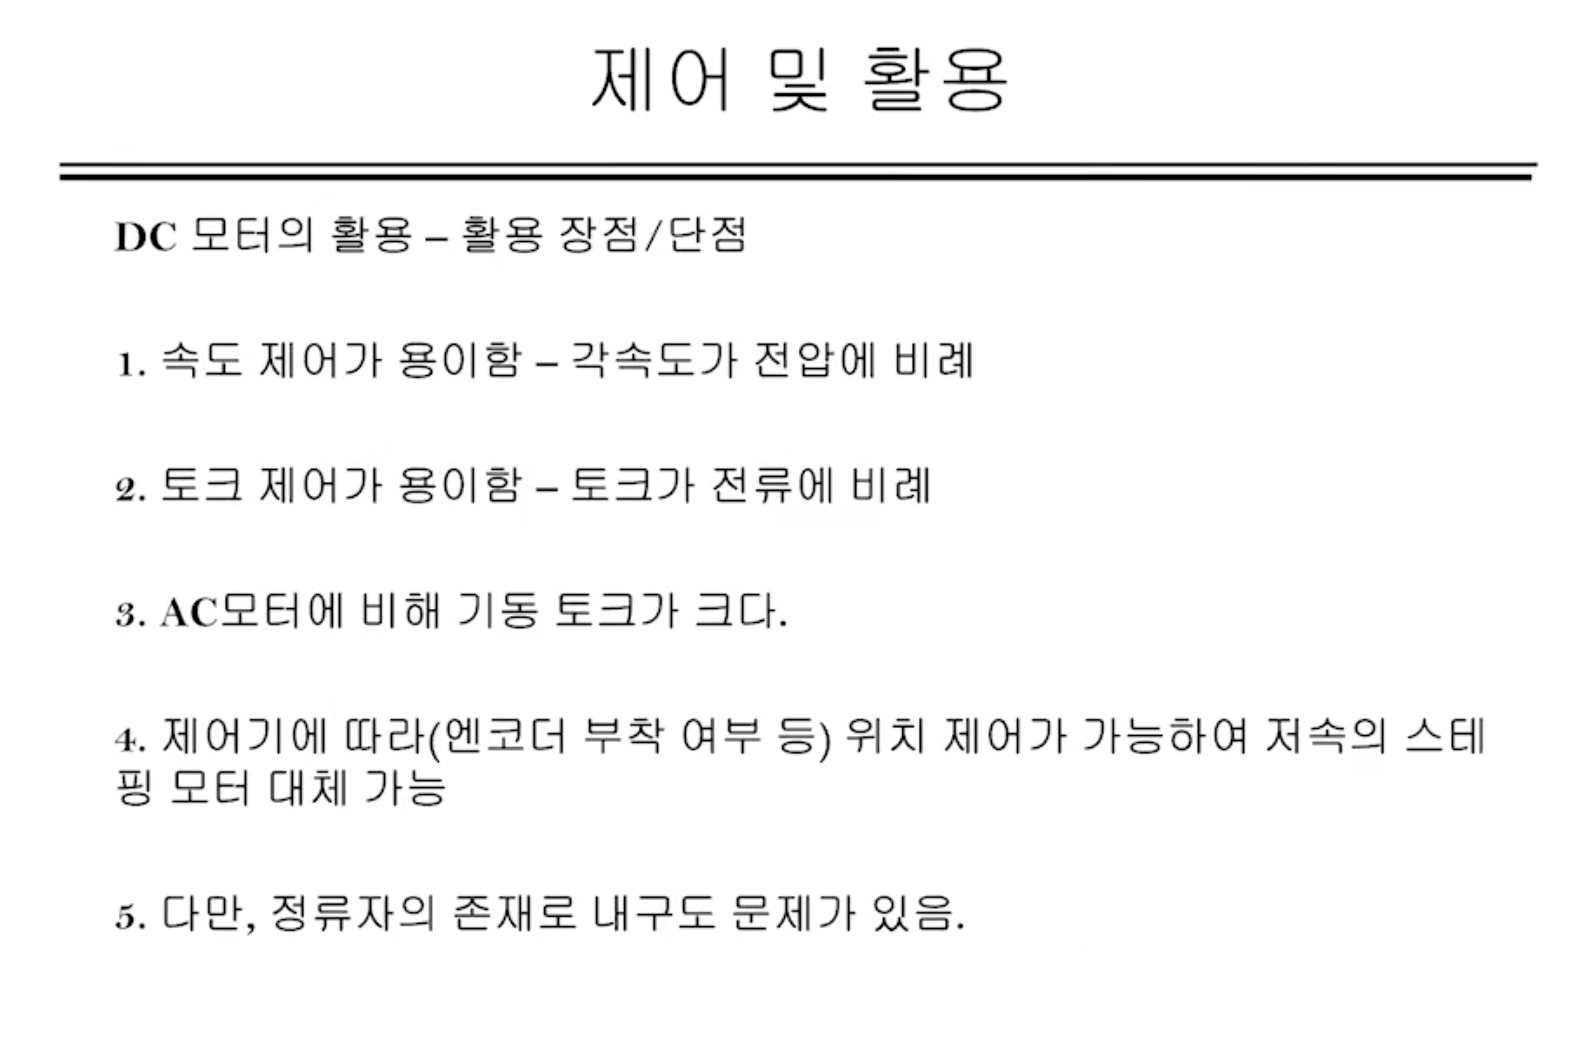 제어 및 활용
DC 모터의 활용 – 활용 장점/단점
1. 속도 제어가 용이함 – 각속도가 전압에 비례
2. 토크 제어가 용이함 – 토크가 전류에 비례
3. AC모터에 비해 기동 토크가 크다.
4. 제어기에 따라(엔코더 부착 여부 등) 위치 제어가 가능하여 저속의 스테
핑 모터 대체 가능
5. 다만, 정류자의 존재로 내구도 문제가 있음.